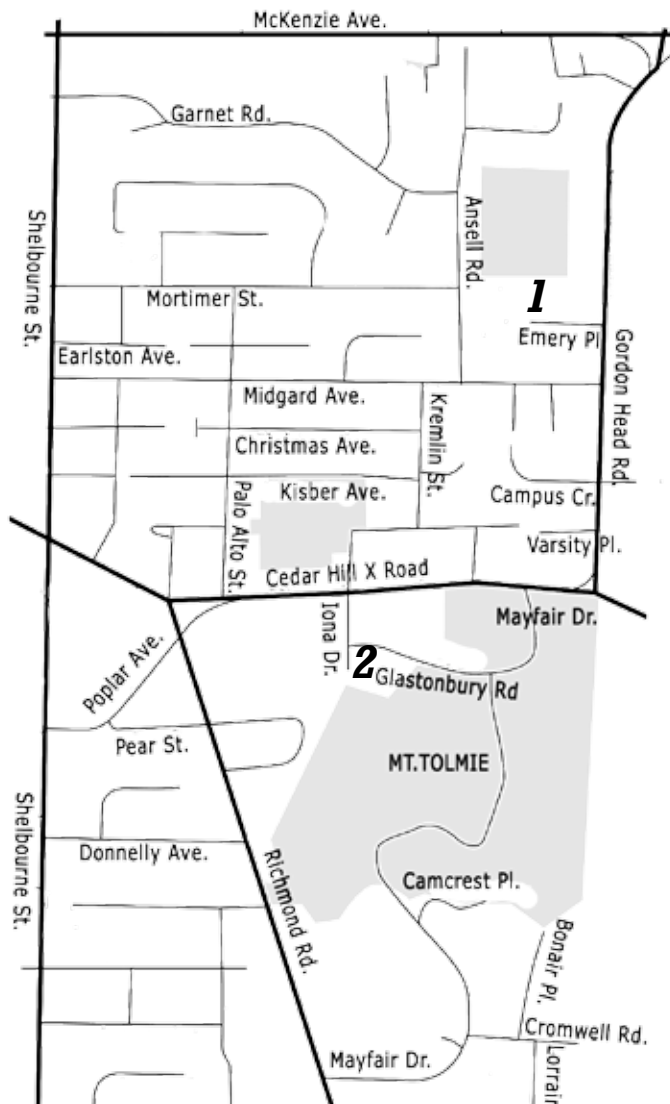 McKenzie Ave.
Garnet Rd.
Shelbourne St.
Ansell Rd.
1
Mortimer St.
Emery Pl
Gordon Head Rd.
Earlston Ave.
Midgard Ave.
Kremlin St.
Christmas Ave.
Kisber Ave.
Campus Cr.
Palo Alto St.
Varsity Pl.
Cedar Hill X Road
Iona Dr.
Mayfair Dr.
Poplar Ave.
2
Glastonbury Rd
Pear St.
MT.TOLMIE
Shelbourne St.
Donnelly Ave.
Richmond Rd.
Camcrest Pl.
Bonair Pl.
Cromwell Rd.
Mayfair Dr.
Lorrain